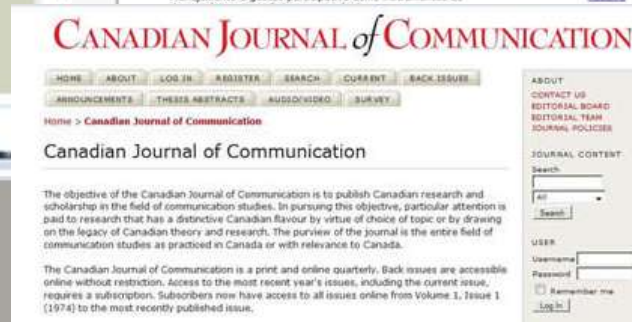 CANADIAN JOURNAL of COMMUNICATION
HOME ABOUT LOG IN REGISTER SEARCH CURRENT BACK ISSUES
ANNOUNCEMENTS THESIS ABSTRACTS AUDIO/VIDEO SURVEY
Home > Canadian Journal of Communication
Canadian Journal of Communication
The objective of the Canadian Journal of Communication is to publish Canadian research and
scholarship in the field of communication studies. In pursuing this objective, particular attention is
paid to research that has a distinctive Canadian flavour by virtue of choice of topic or by drawing
on the legacy of Canadian theory and research. The purview of the journal is the entire field of
communication studies as practiced in Canada or with relevance to Canada.
The Canadian Journal of Communication is a print and online quarterly. Back issues are accessible
online without restriction. Access to the most recent year's issues, including the current issue,
requires a subscription. Subscribers now have access to all issues online from Volume 1, Issue 1
(1974) to the most recently published issue.
ABOUT
CONTACT US
EDITORIAL BOARD
EDITORIAL TEAM
JOURNAL POLICIES
JOURNAL CONTENT
Search
All
Search
USER
Username
Password
Remember me
Log In